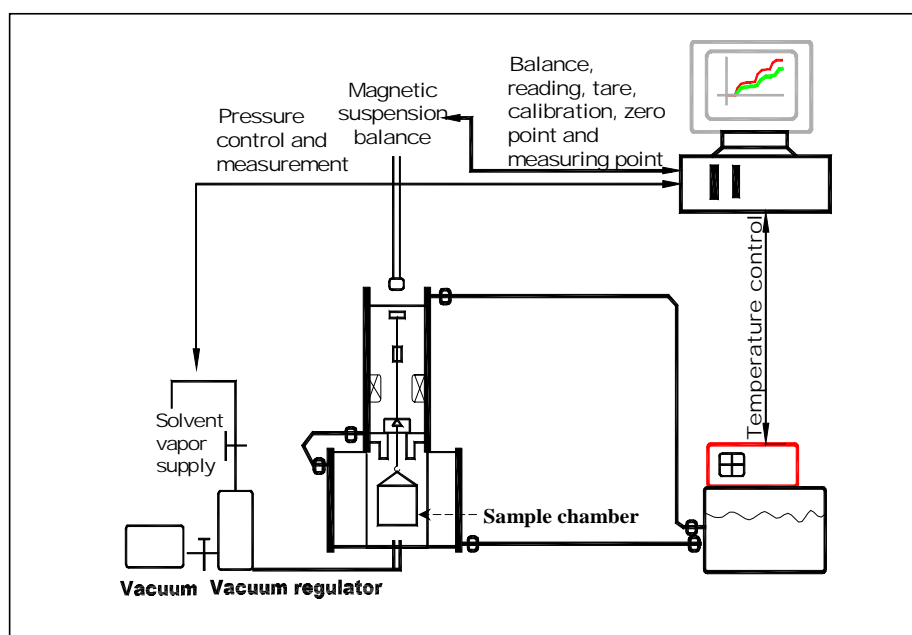 Magnetic
suspension
balance
Balance,
reading, tare,
calibration, zero
point and
measuring point
Pressure
control and
measurement
Temperature control
Solvent
vapor
supply
Sample chamber
Vacuum
Vacuum regulator